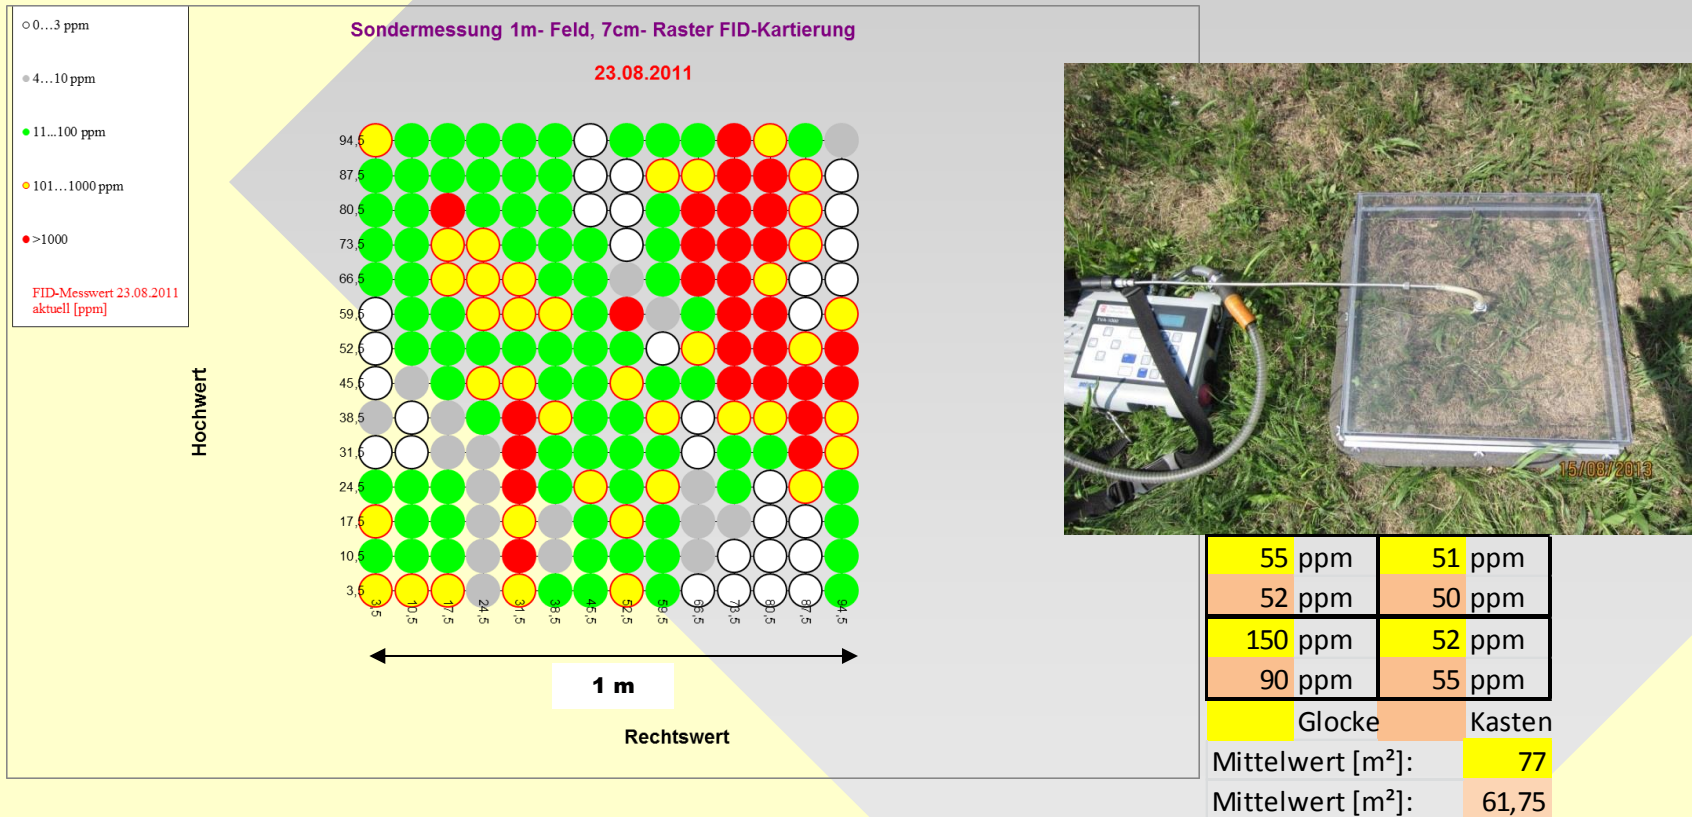 0…3 ppm
4…10 ppm
11...100 ppm
101…1000 ppm
>1000
FID-Messwert 23.08.2011
aktuell [ppm]
Sondermessung 1m- Feld, 7cm- Raster FID-Kartierung
23.08.2011
Hochwert
94,5
87,5
80,5
73,5
66,5
59,5
52,5
45,5
38,5
31,5
24,5
17,5
10,5
3,5
3,5 10,5 17,5 24,5 31,5 38,5 45,5 52,5 59,5 66,5 73,5 80,5 87,5 94,5
1 m
Rechtswert
15/08/2013
55 ppm 51 ppm
52 ppm 50 ppm
150 ppm 52 ppm
90 ppm 55 ppm
Glocke Kasten
Mittelwert [m²]: 77
Mittelwert [m²]: 61,75